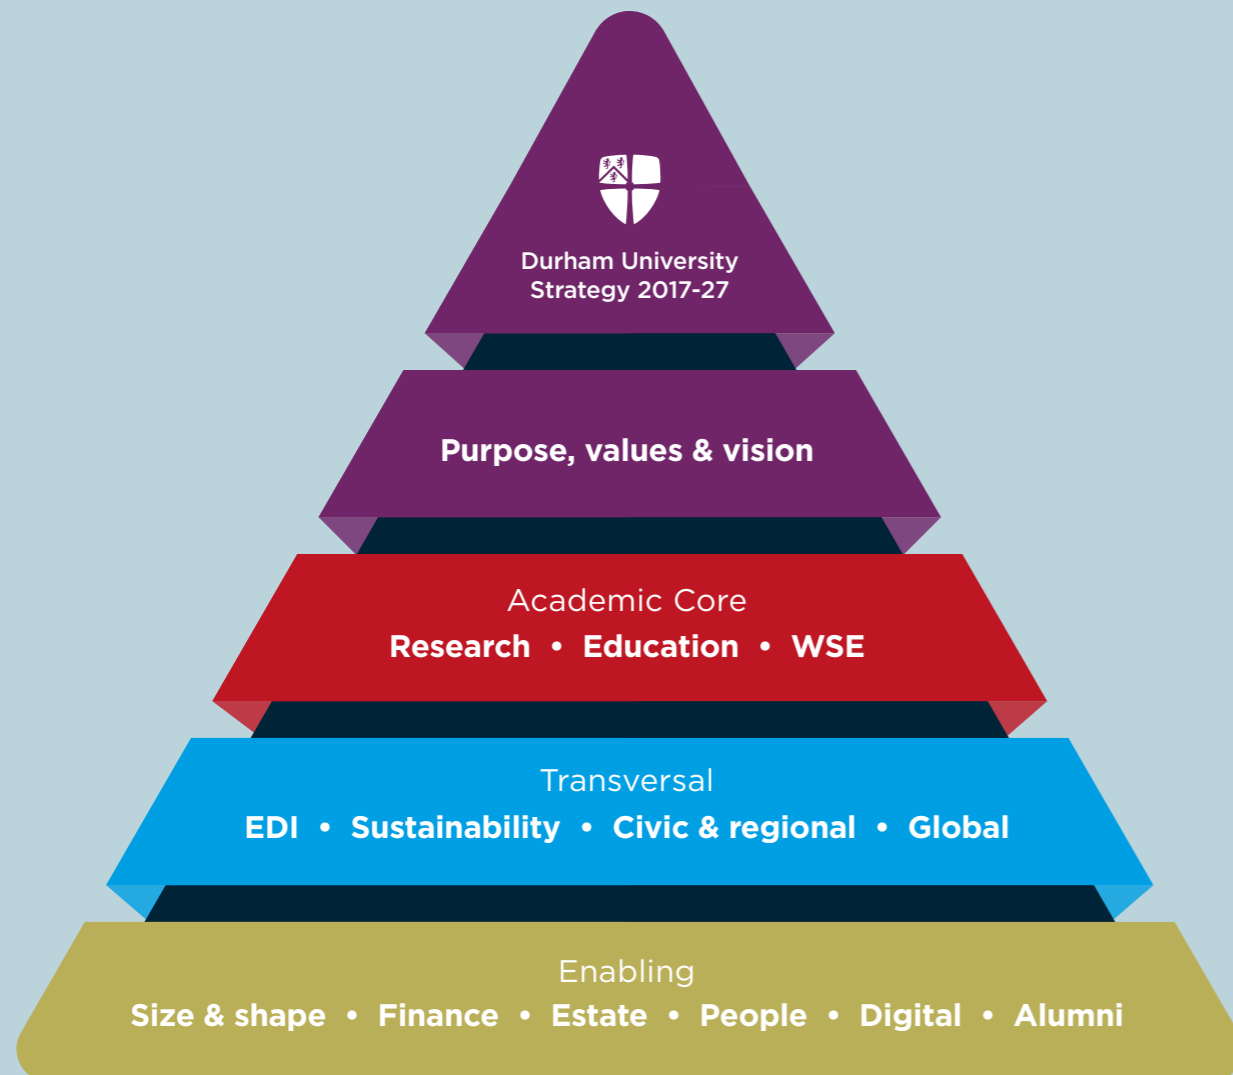 Durham University
Strategy 2017-27
Purpose, values & vision
Academic Core
Research • Education • WSE
Transversal
EDI • Sustainability • Civic & regional • Global
Enabling
Size & shape • Finance • Estate • People • Digital • Alumni